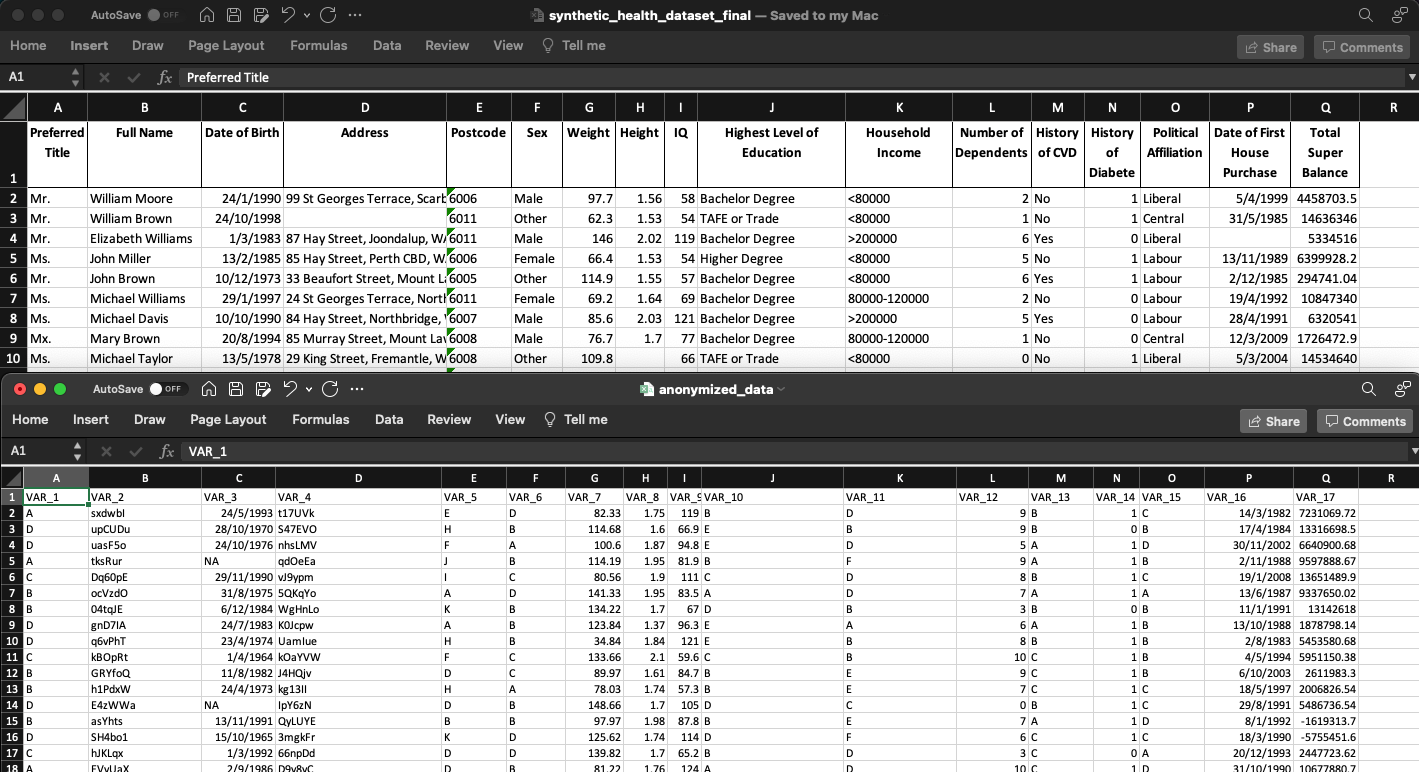 AutoSave OFF synthetic_health_dataset_final — Saved to my Mac
Home Insert Draw Page Layout Formulas Data Review View Tell me Share Comments
A1 fx Preferred Title
A B C D E F G H I J K L M N O P Q R
1 Preferred Title Full Name Date of Birth Address Postcode Sex Weight Height IQ Highest Level of Education Household Income Number of Dependents History of CVD History of Diabete Political Affiliation Date of First House Purchase Total Super Balance
2 Mr. William Moore 24/1/1990 99 St Georges Terrace, Scarb 6006 Male 97.7 1.56 58 Bachelor Degree <80000 2 No 1 Liberal 5/4/1999 4458703.5
3 Mr. William Brown 24/10/1998 6011 Other 62.3 1.53 54 TAFE or Trade <80000 1 No 1 Central 31/5/1985 14636346
4 Mr. Elizabeth Williams 1/3/1983 87 Hay Street, Joondalup, WA 6011 Male 146 2.02 119 Bachelor Degree >200000 6 Yes 0 Liberal 5334516
5 Ms. John Miller 13/2/1985 85 Hay Street, Perth CBD, W 6006 Female 66.4 1.53 54 Higher Degree <80000 5 No 1 Labour 13/11/1989 6399928.2
6 Mr. John Brown 10/12/1973 33 Beaufort Street, Mount L 6005 Other 114.9 1.55 57 Bachelor Degree <80000 6 Yes 1 Labour 2/12/1985 294741.04
7 Ms. Michael Williams 29/1/1997 24 St Georges Terrace, North 6011 Female 69.2 1.64 69 Bachelor Degree 80000-120000 2 No 0 Labour 19/4/1992 10847340
8 Ms. Michael Davis 10/10/1990 84 Hay Street, Northbridge, 6007 Male 85.6 2.03 121 Bachelor Degree >200000 5 Yes 0 Labour 28/4/1991 6320541
9 Mx. Mary Brown 20/8/1994 85 Murray Street, Mount Lav 6008 Male 76.7 1.7 77 Bachelor Degree 80000-120000 1 No 0 Central 12/3/2009 1726472.9
10 Ms. Michael Taylor 13/5/1978 29 King Street, Fremantle, W 6008 Other 109.8 66 TAFE or Trade <80000 0 No 1 Liberal 5/3/2004 14534640
AutoSave OFF anonymized_data
Home Insert Draw Page Layout Formulas Data Review View Tell me Share Comments
A1 fx VAR_1
A B C D E F G H I J K L M N O P Q R
1 VAR_1 VAR_2 VAR_3 VAR_4 VAR_5 VAR_6 VAR_7 VAR_8 VAR_9 VAR_10 VAR_11 VAR_12 VAR_13 VAR_14 VAR_15 VAR_16 VAR_17
2 A sxdwbI 24/5/1993 t17UVk E D 82.33 1.75 119 B D 9 B 1 C 14/3/1982 7231069.72
3 D upCUDu 28/10/1970 S47EVO H B 114.68 1.6 66.9 E B 9 B 0 B 17/4/1984 13316698.5
4 D uasF5o 24/10/1976 nhsLMV F A 100.6 1.87 94.8 E D 5 A 1 D 30/11/2002 6640900.68
5 A tksRur NA qdOeEa J B 114.19 1.95 81.9 B F 9 A 1 B 2/11/1988 9597887.67
6 C Dq60pE 29/11/1990 vJ9ypm I C 80.56 1.9 111 C D 8 B 1 C 19/1/2008 13651489.9
7 B ocVzdO 31/8/1975 5QKqYo A D 141.33 1.95 83.5 A D 7 A 1 A 13/6/1987 9337650.02
8 B 04tqJE 6/12/1984 WgHnLo K B 134.22 1.7 67 D B 3 B 0 B 11/1/1991 13142618
9 D gnD7IA 24/7/1983 K0Jcpw A B 123.84 1.37 96.3 E A 6 A 1 B 13/10/1988 1878798.14
10 D q6vPhT 23/4/1974 UamIue H B 34.84 1.84 121 E B 8 B 1 B 2/8/1983 5453580.68
11 C kBOpRt 1/4/1964 kOaYVW F C 133.66 2.1 59.6 C B 10 C 1 B 4/5/1994 5951150.38
12 B GRYfoQ 11/8/1982 J4HQjv D C 89.97 1.61 84.7 B E 9 C 1 B 6/10/2003 2611983.3
13 B h1PdxW 24/4/1973 kg13II H A 78.03 1.74 57.3 B E 7 C 1 C 18/5/1997 2006826.54
14 D E4zWWa NA IpY6zN D B 148.66 1.7 105 D C 0 B 1 C 29/8/1991 5486736.54
15 B asYhts 13/11/1991 QyLUYE B B 97.97 1.98 87.8 B E 7 A 1 D 8/1/1992 -1619313.7
16 D SH4bo1 15/10/1965 3mgkFr K D 125.62 1.74 114 D F 6 C 1 C 18/3/1990 -5755451.6
17 C hJKLqx 1/3/1992 66npDd D D 139.82 1.7 65.2 B D 3 C 0 A 20/12/1993 2447723.62
18 A EVvUaX 2/9/1986 D9v8vC D B 81.22 1.76 124 A D 10 C 1 D 31/10/1990 10677880.7